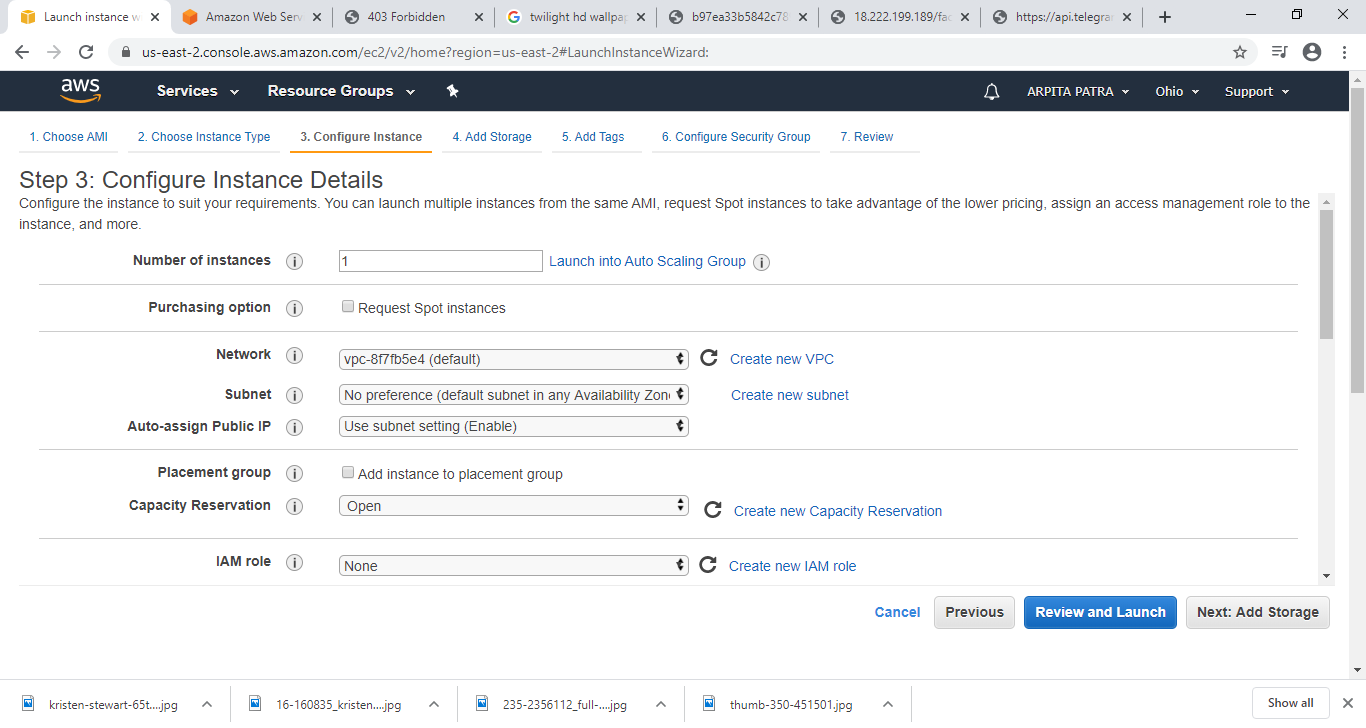 Launch instance w
Amazon Web Serv
403 Forbidden
twilight hd wallpap
b97ea33b5842c78
18.222.199.189/fac
https://api.telegram
us-east-2.console.aws.amazon.com/ec2/v2/home?region=us-east-2#LaunchInstanceWizard:
aws
Services
Resource Groups
ARPITA PATRA
Ohio
Support
1. Choose AMI
2. Choose Instance Type
3. Configure Instance
4. Add Storage
5. Add Tags
6. Configure Security Group
7. Review
Step 3: Configure Instance Details
Configure the instance to suit your requirements. You can launch multiple instances from the same AMI, request Spot instances to take advantage of the lower pricing, assign an access management role to the
instance, and more.
Number of instances
1
Launch into Auto Scaling Group
Purchasing option
Request Spot instances
Network
vpc-8f7fb5e4 (default)
Create new VPC
Subnet
No preference (default subnet in any Availability Zon
Create new subnet
Auto-assign Public IP
Use subnet setting (Enable)
Placement group
Add instance to placement group
Capacity Reservation
Open
Create new Capacity Reservation
IAM role
None
Create new IAM role
Cancel
Previous
Review and Launch
Next: Add Storage
kristen-stewart-65t....jpg
16-160835_kristen....jpg
235-2356112_full-....jpg
thumb-350-451501.jpg
Show all